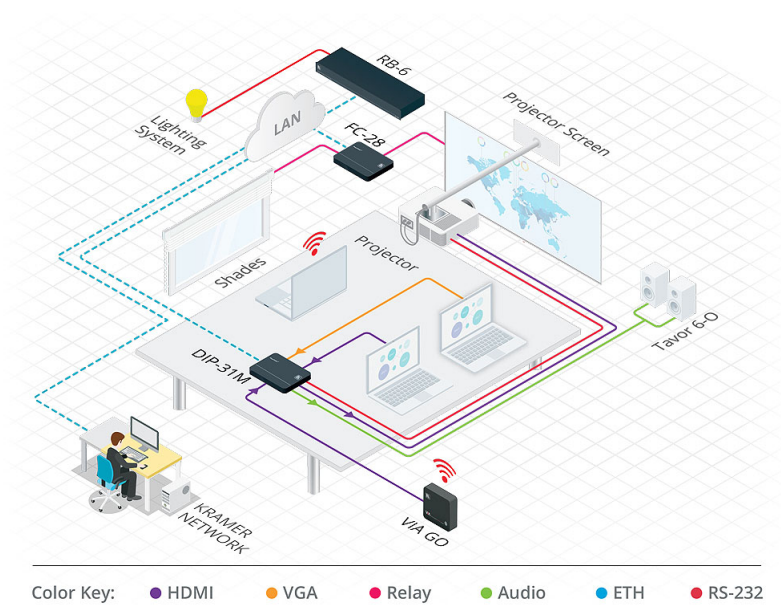 RB-6
Projector Screen
Lighting
System
LAN
FC-28
Shades
Projector
Tavor 6-O
DIP-31M
KRAMER
NETWORK
VIA GO
Color Key: HDMI VGA Relay Audio ETH RS-232